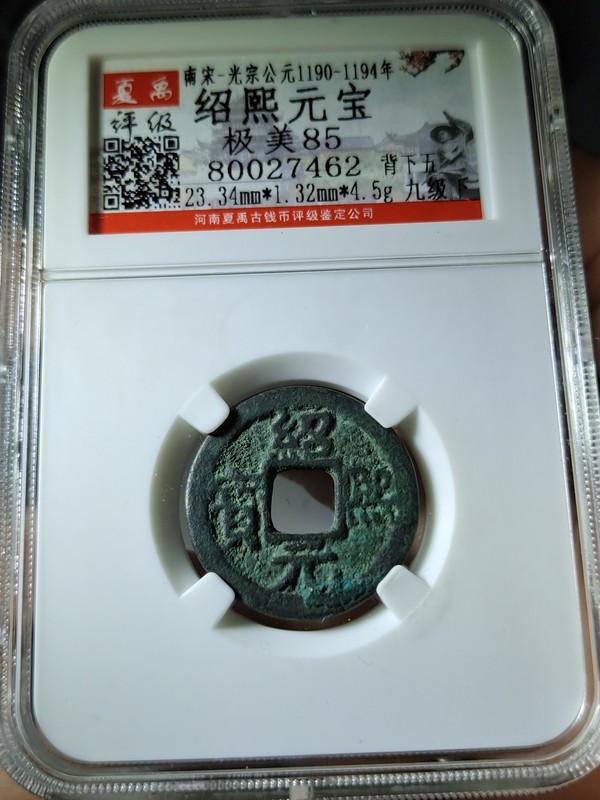 夏禹
评级
南宋-光宗公元1190-1194年
绍熙元宝
极美85
80027462 背下五
23.34mm*1.32mm*4.5g 九级下
河南夏禹古钱币评级鉴定公司
紹熙元寶